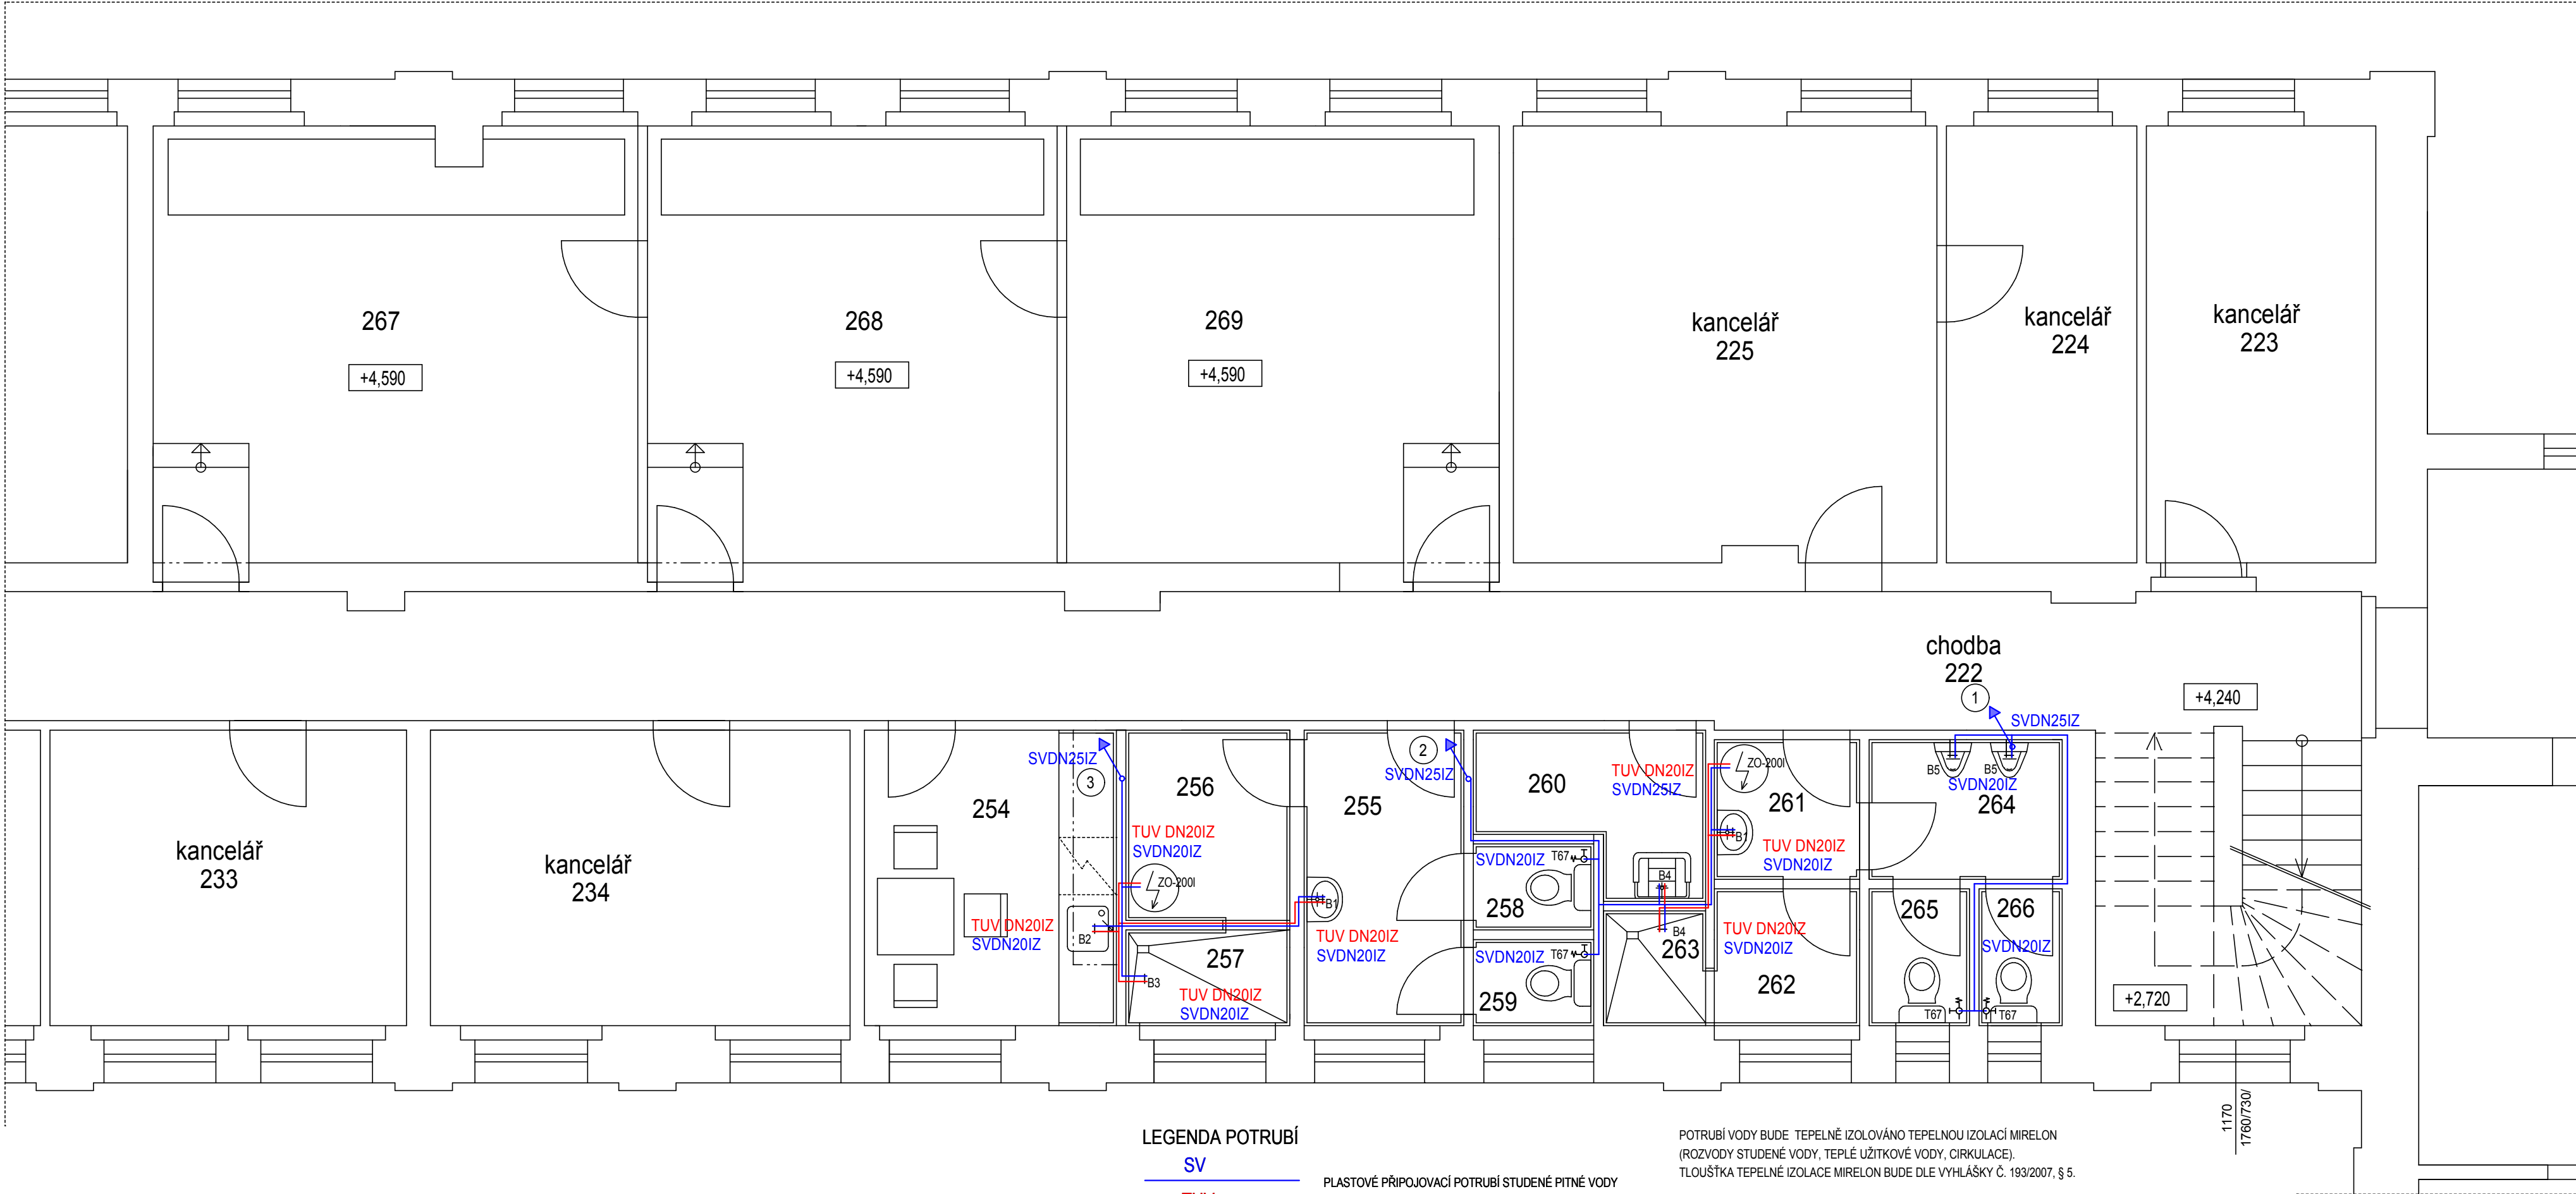 267
+4,590
268
+4,590
269
+4,590
kancelář
225
kancelář
224
kancelář
223
chodba
222
1
SVDN25IZ
+4,240
kancelář
233
kancelář
234
254
SVDN25IZ
3
256
TUV DN20IZ
SVDN20IZ
ZO-200l
TUV DN20IZ
SVDN20IZ
B2
B3
257
TUV DN20IZ
SVDN20IZ
2
SVDN25IZ
255
B1
TUV DN20IZ
SVDN20IZ
260
TUV DN20IZ
SVDN25IZ
SVDN20IZ
T67
258
SVDN20IZ
T67
259
B4
B4
263
ZO-200l
261
B1
TUV DN20IZ
SVDN20IZ
TUV DN20IZ
SVDN20IZ
262
B5
B5
SVDN20IZ
264
265
266
SVDN20IZ
T67
T67
+2,720
1170
1760/730/
LEGENDA POTRUBÍ
SV
PLASTOVÉ PŘIPOJOVACÍ POTRUBÍ STUDENÉ PITNÉ VODY
POTRUBÍ VODY BUDE TEPELNĚ IZOLOVÁNO TEPELNOU IZOLACÍ MIRELON
(ROZVODY STUDENÉ VODY, TEPLÉ UŽITKOVÉ VODY, CIRKULACE).
TLOUŠŤKA TEPELNÉ IZOLACE MIRELON BUDE DLE VYHLÁŠKY Č. 193/2007, § 5.